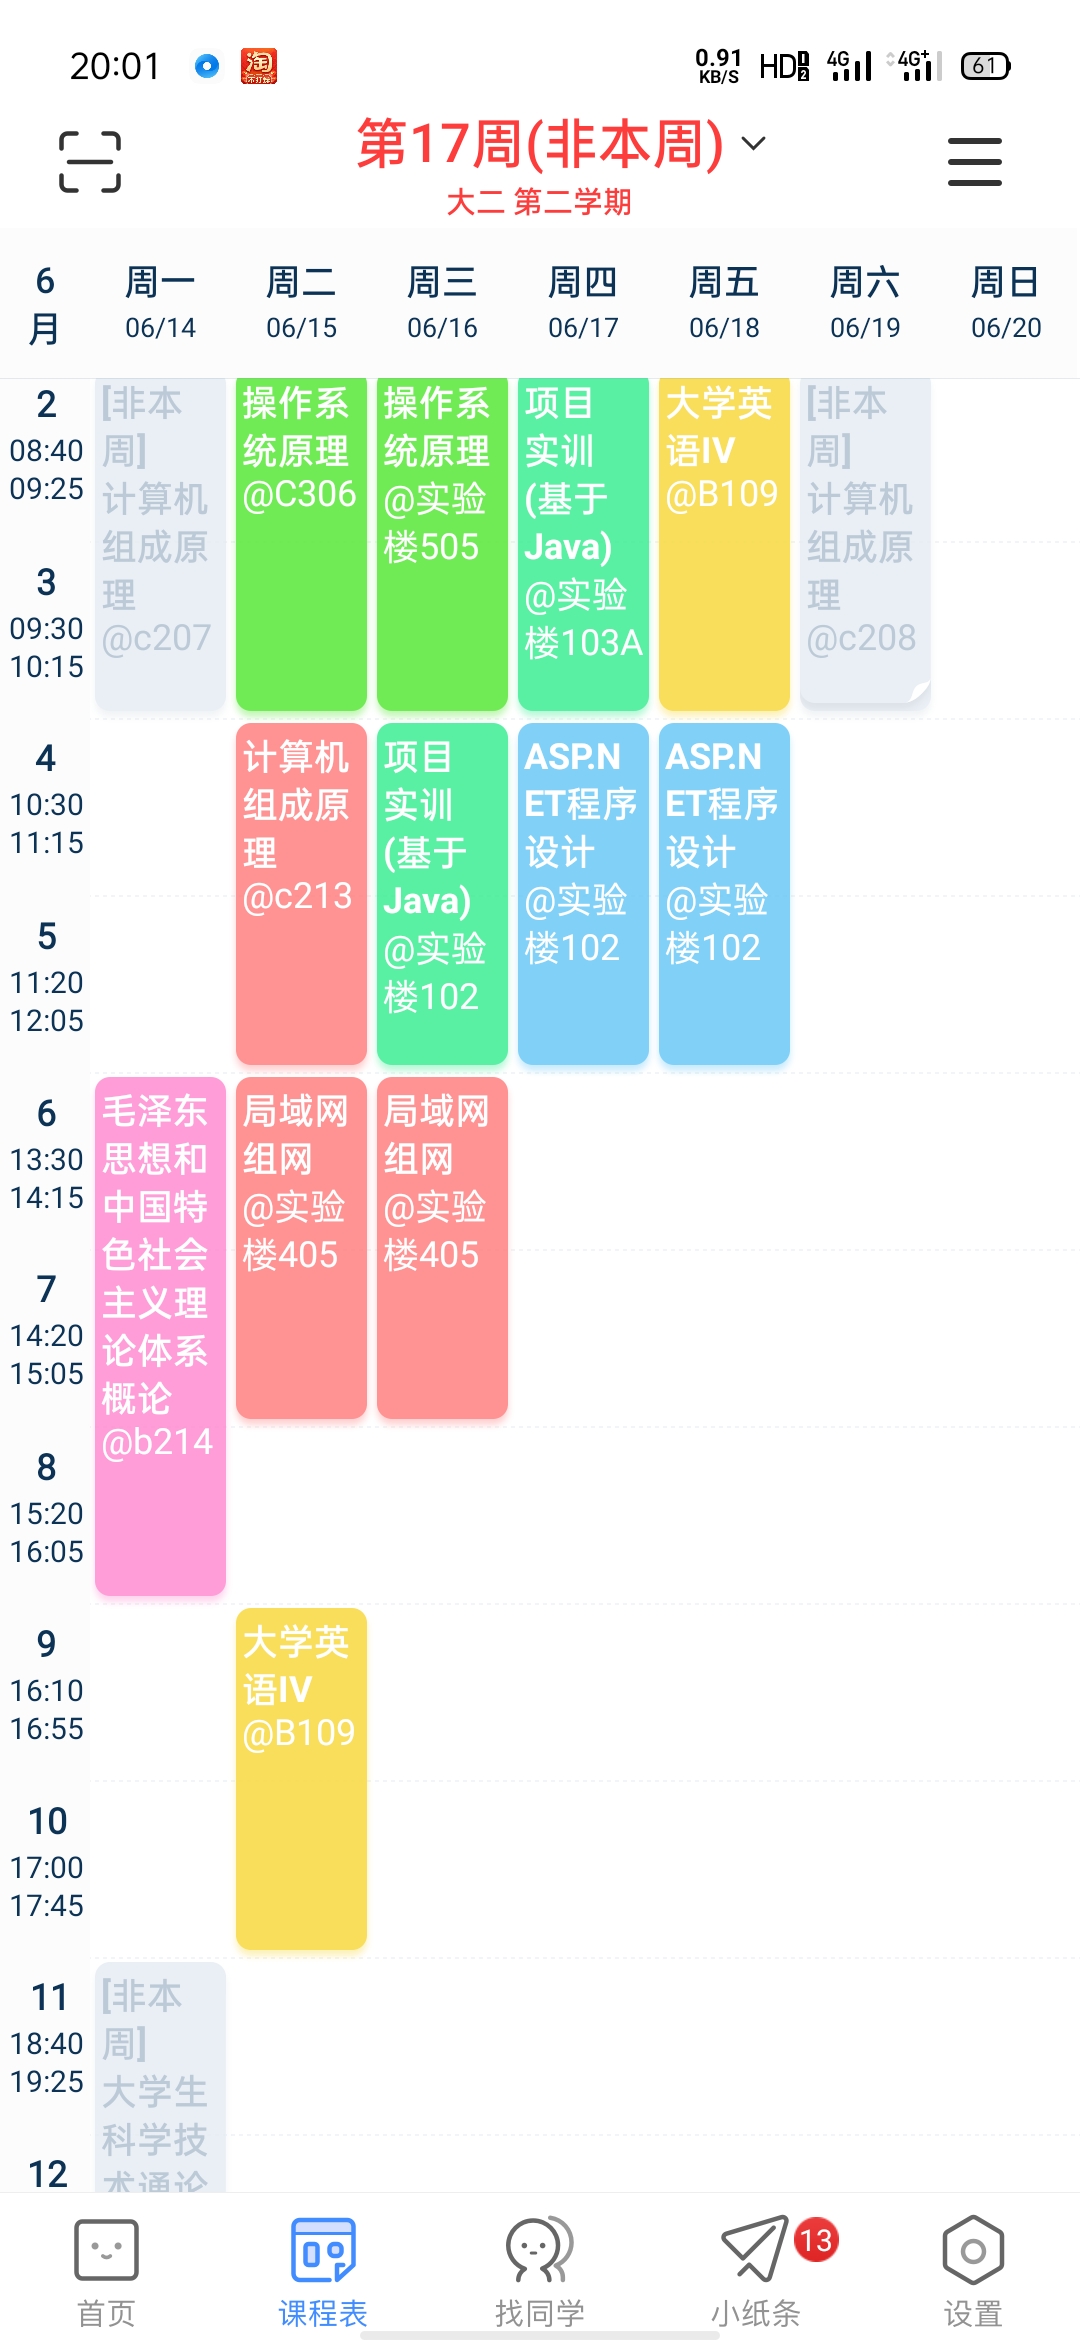 20:01
淘
0.91
KB/S
HD 1 2
4G
4G+
61
第17周(非本周)
大二 第二学期
6
月
周一
06/14
周二
06/15
周三
06/16
周四
06/17
周五
06/18
周六
06/19
周日
06/20
2
08:40
09:25
3
09:30
10:15
4
10:30
11:15
5
11:20
12:05
6
13:30
14:15
7
14:20
15:05
8
15:20
16:05
9
16:10
16:55
10
17:00
17:45
11
18:40
19:25
12
[非本
周]
计算机
组成原
理
@c207
毛泽东
思想和
中国特
色社会
主义理
论体系
概论
@b214
[非本
周]
大学生
科学技
术通论
操作系
统原理
@C306
计算机
组成原
理
@c213
局域网
组网
@实验
楼405
大学英
语IV
@B109
操作系
统原理
@实验
楼505
项目
实训
(基于
Java)
@实验
楼102
局域网
组网
@实验
楼405
项目
实训
(基于
Java)
@实验
楼103A
ASP.N
ET程序
设计
@实验
楼102
大学英
语IV
@B109
ASP.N
ET程序
设计
@实验
楼102
[非本
周]
计算机
组成原
理
@c208
首页
课程表
找同学
小纸条
13
设置